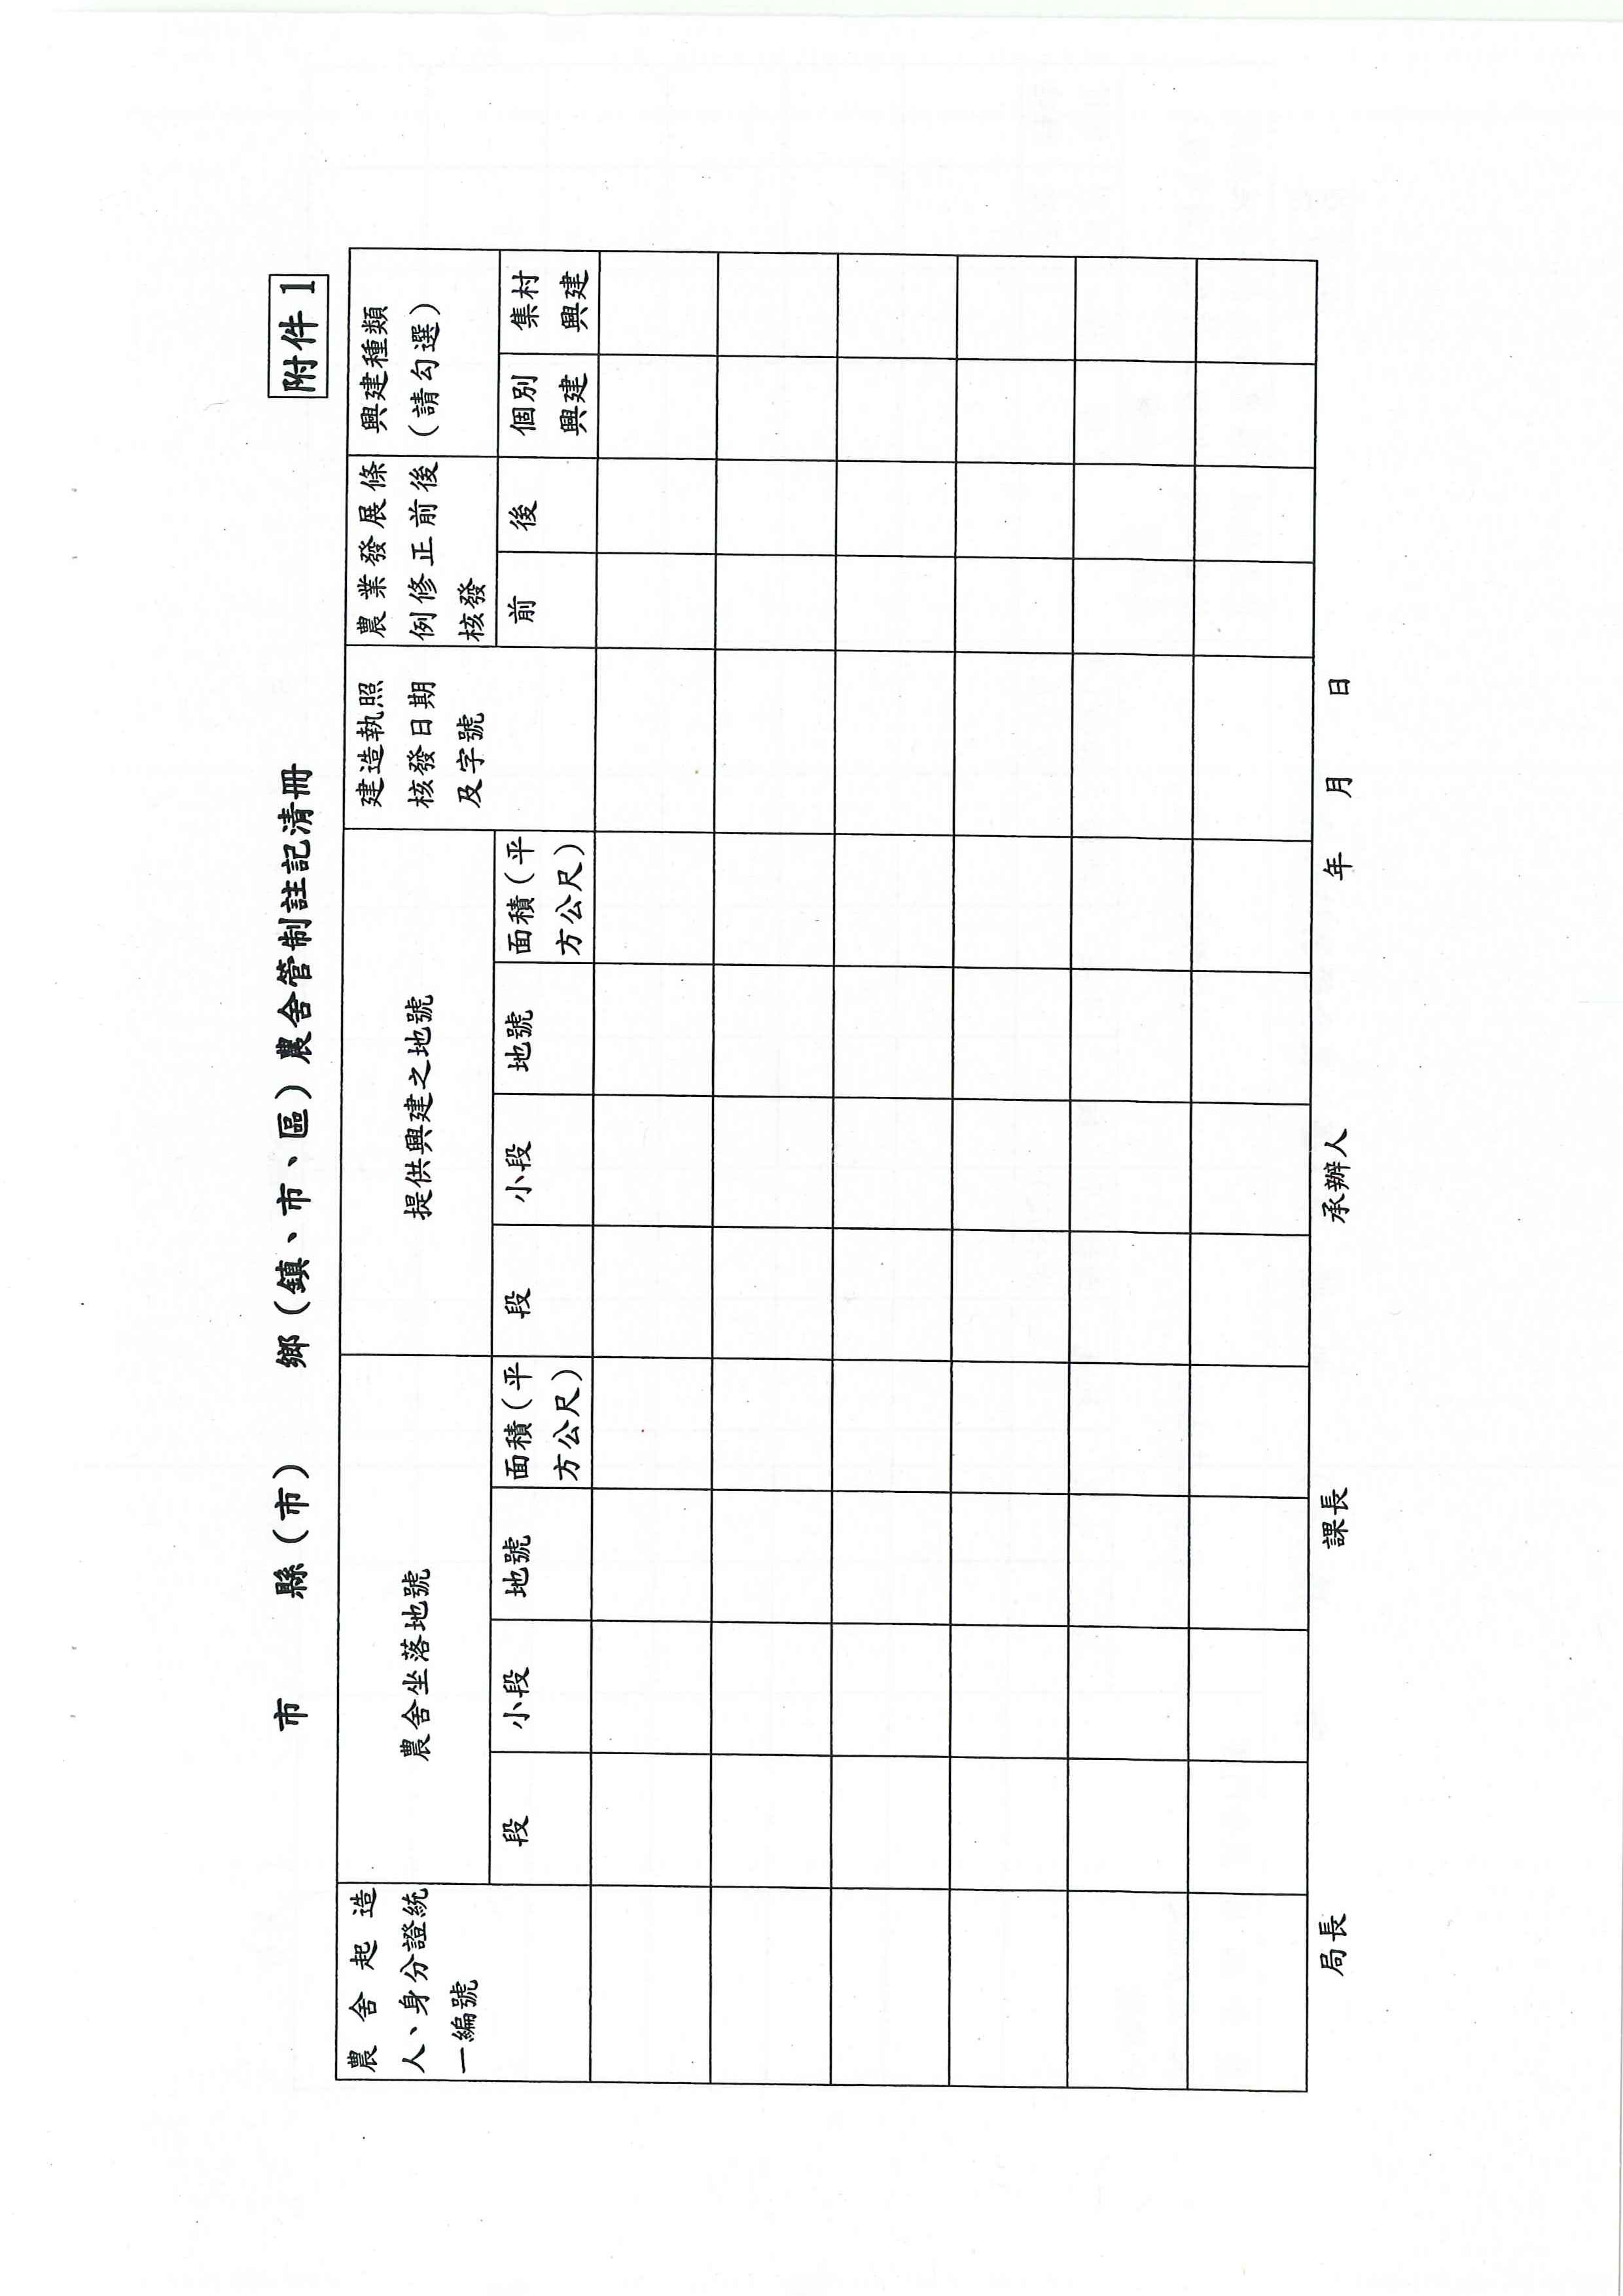 附件1
市 縣（市） 鄉（鎮、市、區）農舍管制註記清冊
農舍起造
人、身分證統
一編號
農舍坐落地號
提供興建之地號
建造執照
核發日期
及字號
農業發展條
例修正前後
核發
興建種類
（請勾選）
段
小段
地號
面積（平
方公尺）
段
小段
地號
面積（平
方公尺）
前
後
個別
興建
集村
興建
局長 課長 承辦人 年 月 日